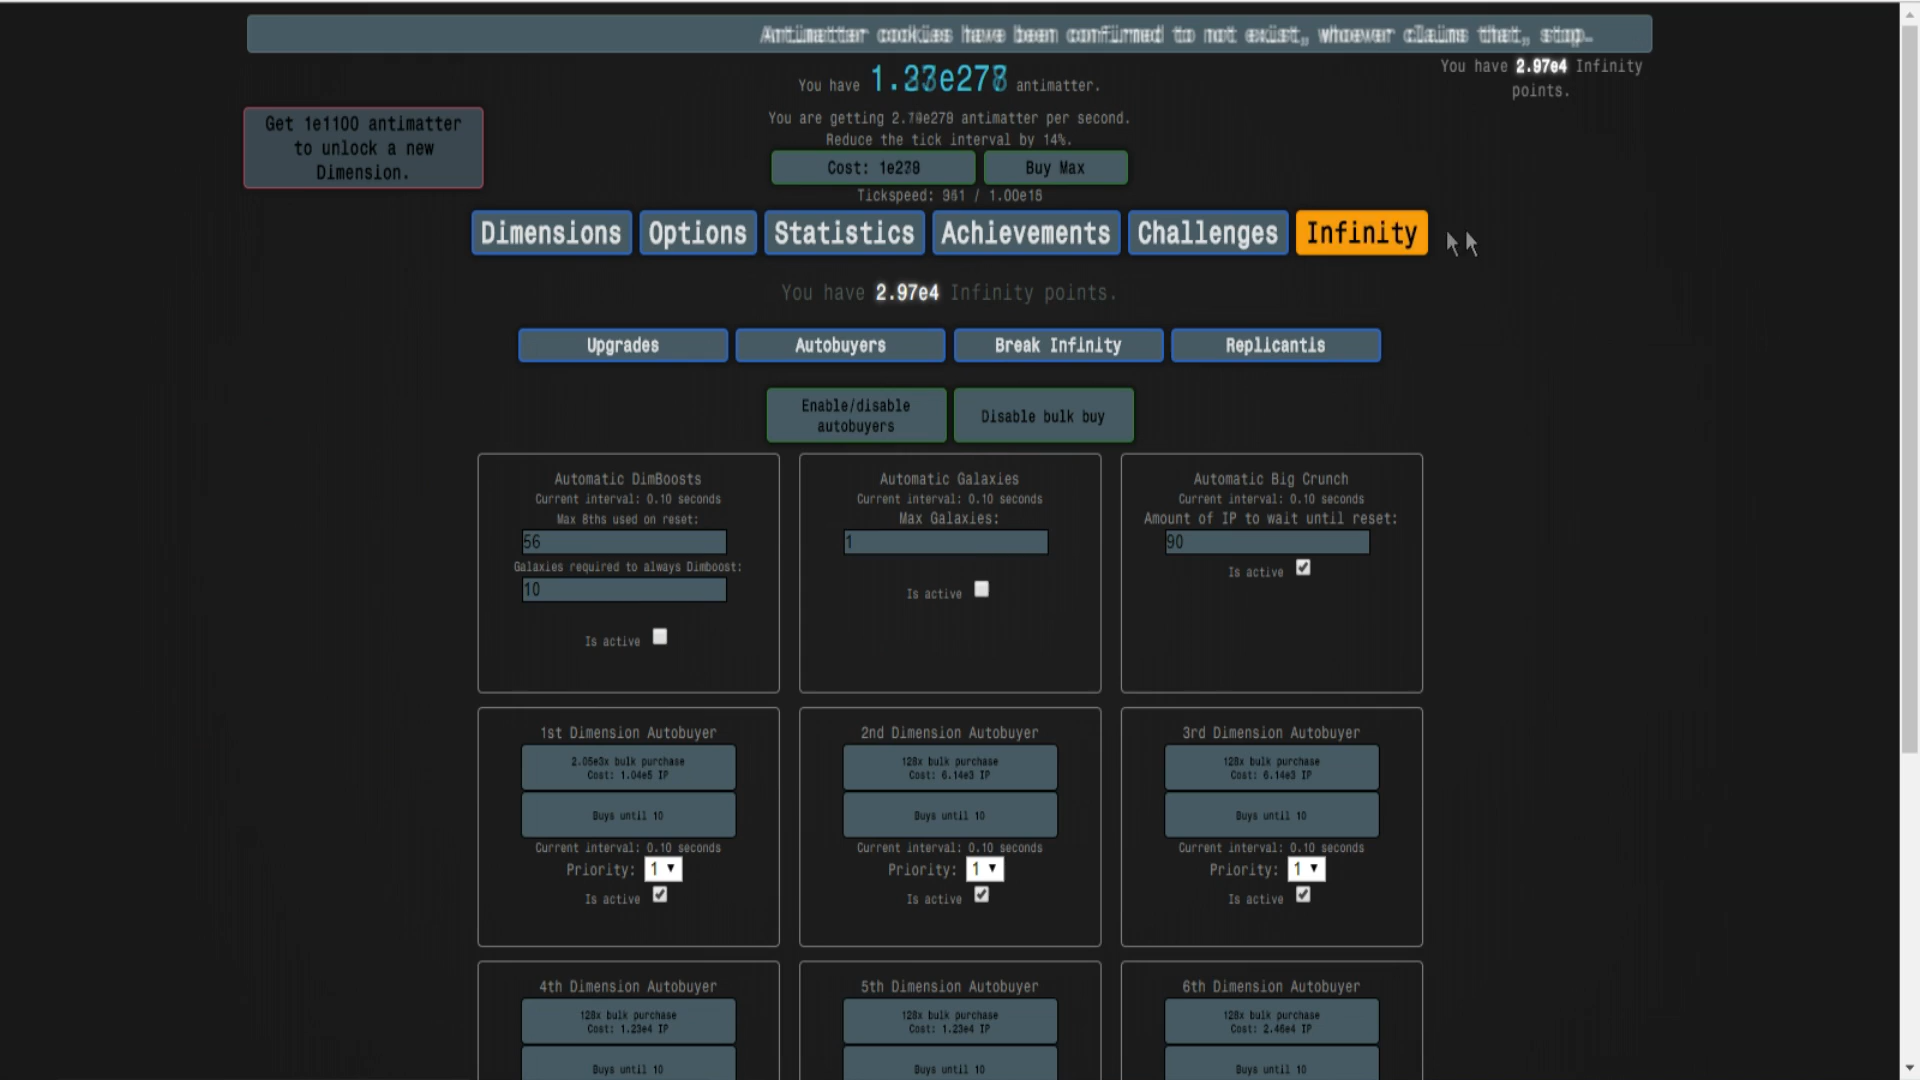 Antimatter cookies have been confirmed to not exist, whoever claims that, stop.
You have 2.97e4 Infinity
points.
You have antimatter.
Get 1e1100 antimatter
to unlock a new
Dimension.
You are getting antimatter per second.
Reduce the tick interval by 14%.
Cost: Buy Max
Tickspeed: /
Dimensions Options Statistics Achievements Challenges Infinity
You have 2.97e4 Infinity points.
Upgrades Autobuyers Break Infinity Replicantis
Enable/disable
autobuyers
Disable bulk buy
Automatic DimBoosts
Current interval: 0.10 seconds
Max 8ths used on reset:
56
Galaxies required to always Dimboost:
10
Is active
Automatic Galaxies
Current interval: 0.10 seconds
Max Galaxies:
1
Is active
Automatic Big Crunch
Current interval: 0.10 seconds
Amount of IP to wait until reset:
90
Is active
1st Dimension Autobuyer
2.05e3x bulk purchase
Cost: 1.04e5 IP
Buys until 10
Current interval: 0.10 seconds
Priority: 1
Is active
2nd Dimension Autobuyer
128x bulk purchase
Cost: 6.14e3 IP
Buys until 10
Current interval: 0.10 seconds
Priority: 1
Is active
3rd Dimension Autobuyer
128x bulk purchase
Cost: 6.14e3 IP
Buys until 10
Current interval: 0.10 seconds
Priority: 1
Is active
4th Dimension Autobuyer
128x bulk purchase
Cost: 1.23e4 IP
Buys until 10
5th Dimension Autobuyer
128x bulk purchase
Cost: 1.23e4 IP
Buys until 10
6th Dimension Autobuyer
128x bulk purchase
Cost: 2.46e4 IP
Buys until 10